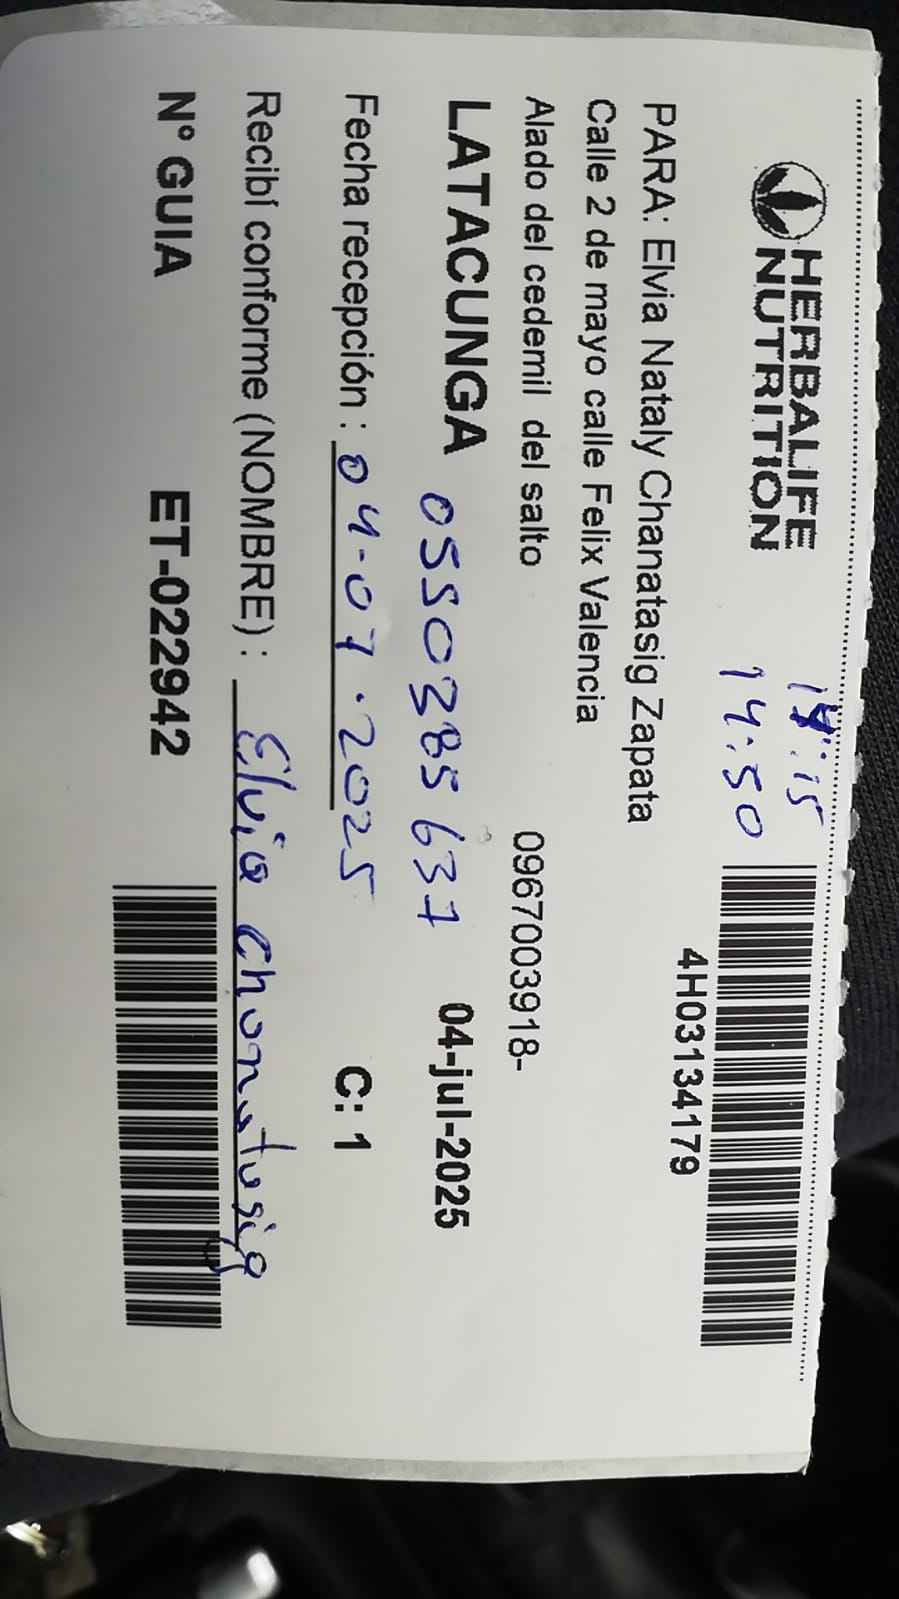 HERBALIFE
NUTRITION
14:15
14:50
4H03134179
PARA: Elvia Nataly Chanatasig Zapata
Calle 2 de mayo calle Felix Valencia
Alado del cedemil del salto 0967003918-
LATACUNGA 0550385637 04-jul-2025
Fecha recepción : 04-07.2025 C: 1
Recibí conforme (NOMBRE) : Elvia Chanatasig
N° GUIA ET-022942